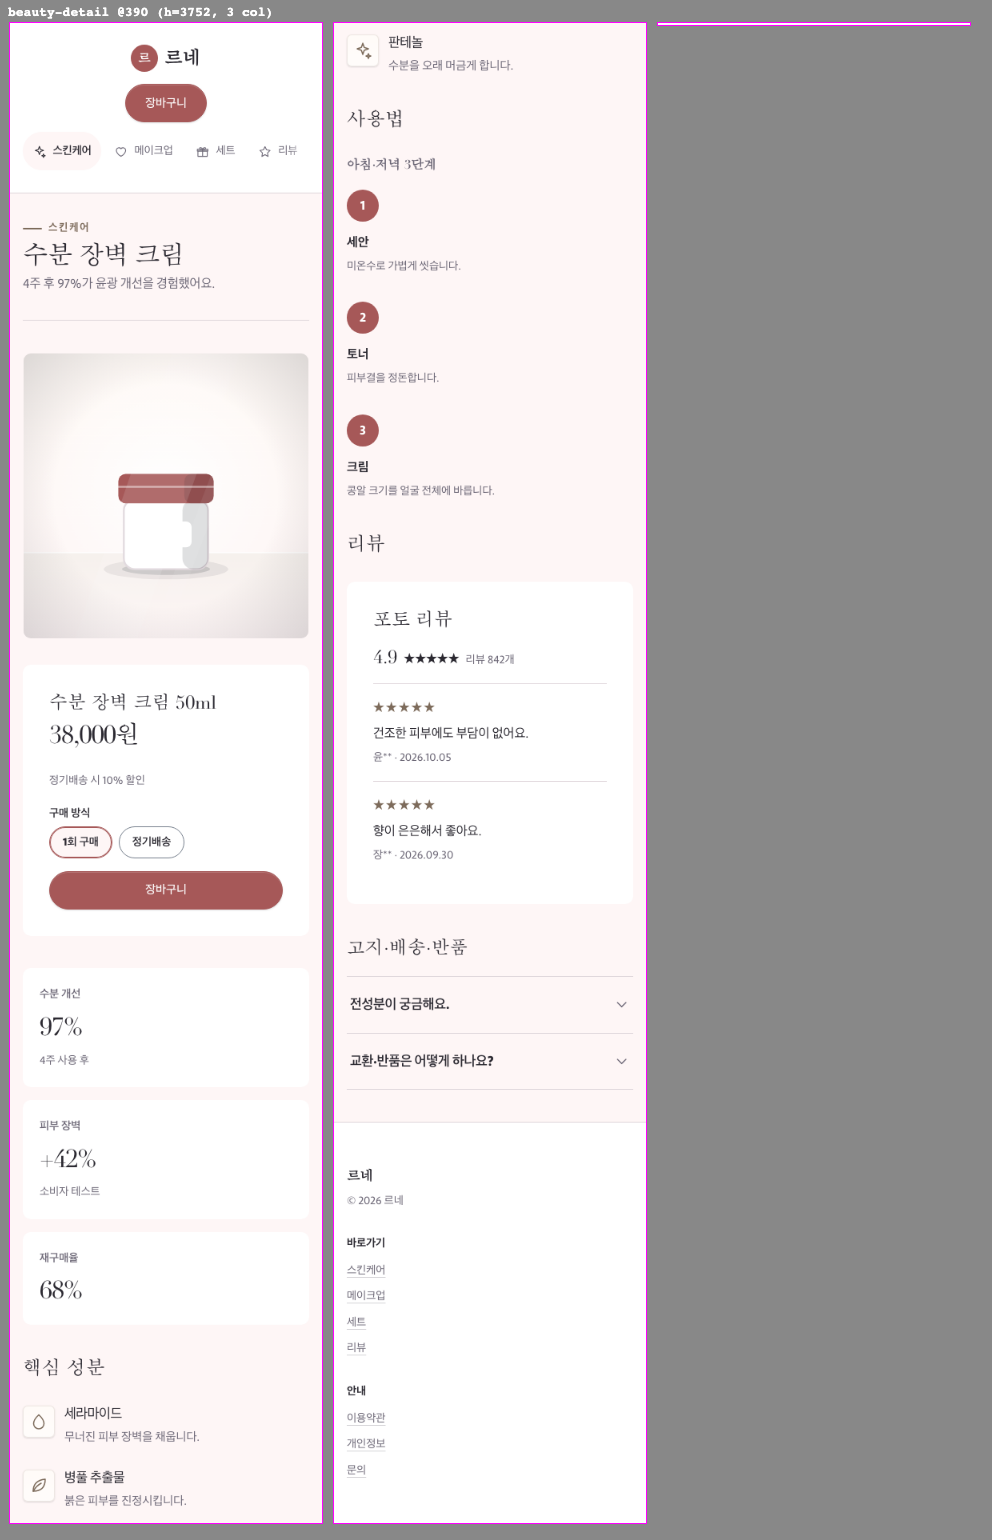 beauty-detail @390 (h=3752, 3 col)
르 르네
장바구니
스킨케어 메이크업 세트 리뷰
스킨케어
수분 장벽 크림
4주 후 97%가 윤광 개선을 경험했어요.
수분 장벽 크림 50ml
38,000원
정기배송 시 10% 할인
구매 방식
1회 구매 정기배송
장바구니
수분 개선
97%
4주 사용 후
피부 장벽
+42%
소비자 테스트
재구매율
68%
핵심 성분
세라마이드
무너진 피부 장벽을 채웁니다.
병풀 추출물
붉은 피부를 진정시킵니다.
판테놀
수분을 오래 머금게 합니다.
사용법
아침·저녁 3단계
1
세안
미온수로 가볍게 씻습니다.
2
토너
피부결을 정돈합니다.
3
크림
콩알 크기를 얼굴 전체에 바릅니다.
리뷰
포토 리뷰
4.9 ★★★★★ 리뷰 842개
★★★★★
건조한 피부에도 부담이 없어요.
윤** · 2026.10.05
★★★★★
향이 은은해서 좋아요.
장** · 2026.09.30
고지·배송·반품
전성분이 궁금해요.
교환·반품은 어떻게 하나요?
르네
© 2026 르네
바로가기
스킨케어
메이크업
세트
리뷰
안내
이용약관
개인정보
문의